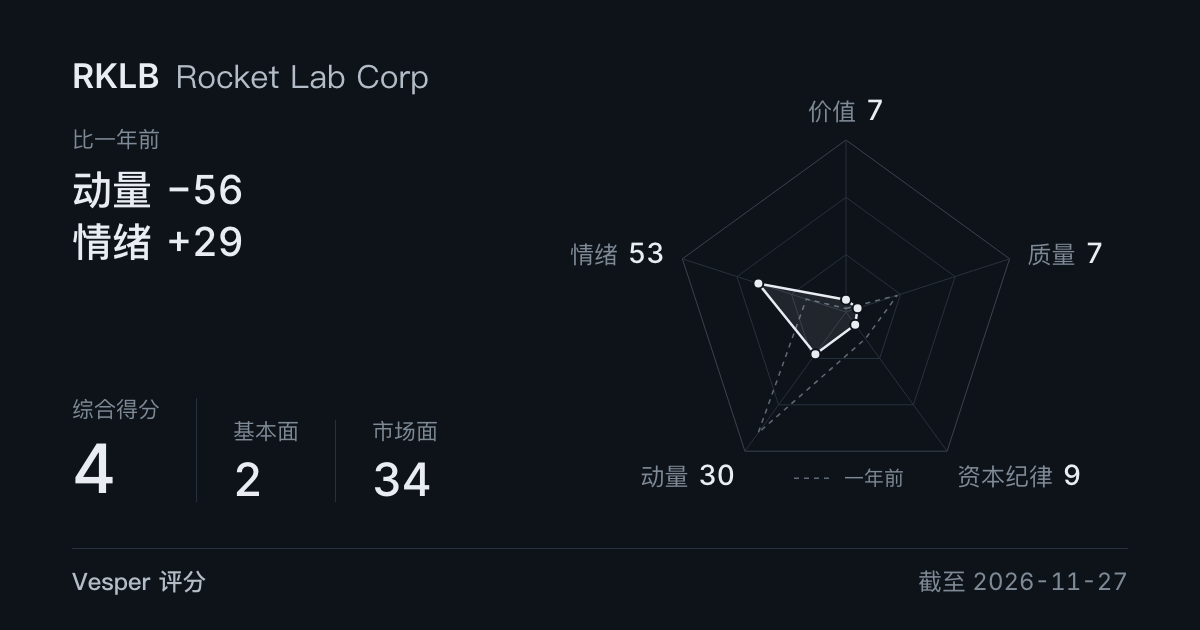 RKLB Rocket Lab Corp
比一年前
动量 −56
情绪 +29
综合得分
4
基本面
2
市场面
34
价值 7
情绪 53
质量 7
动量 30
一年前
资本纪律 9
Vesper 评分
截至 2026-11-27